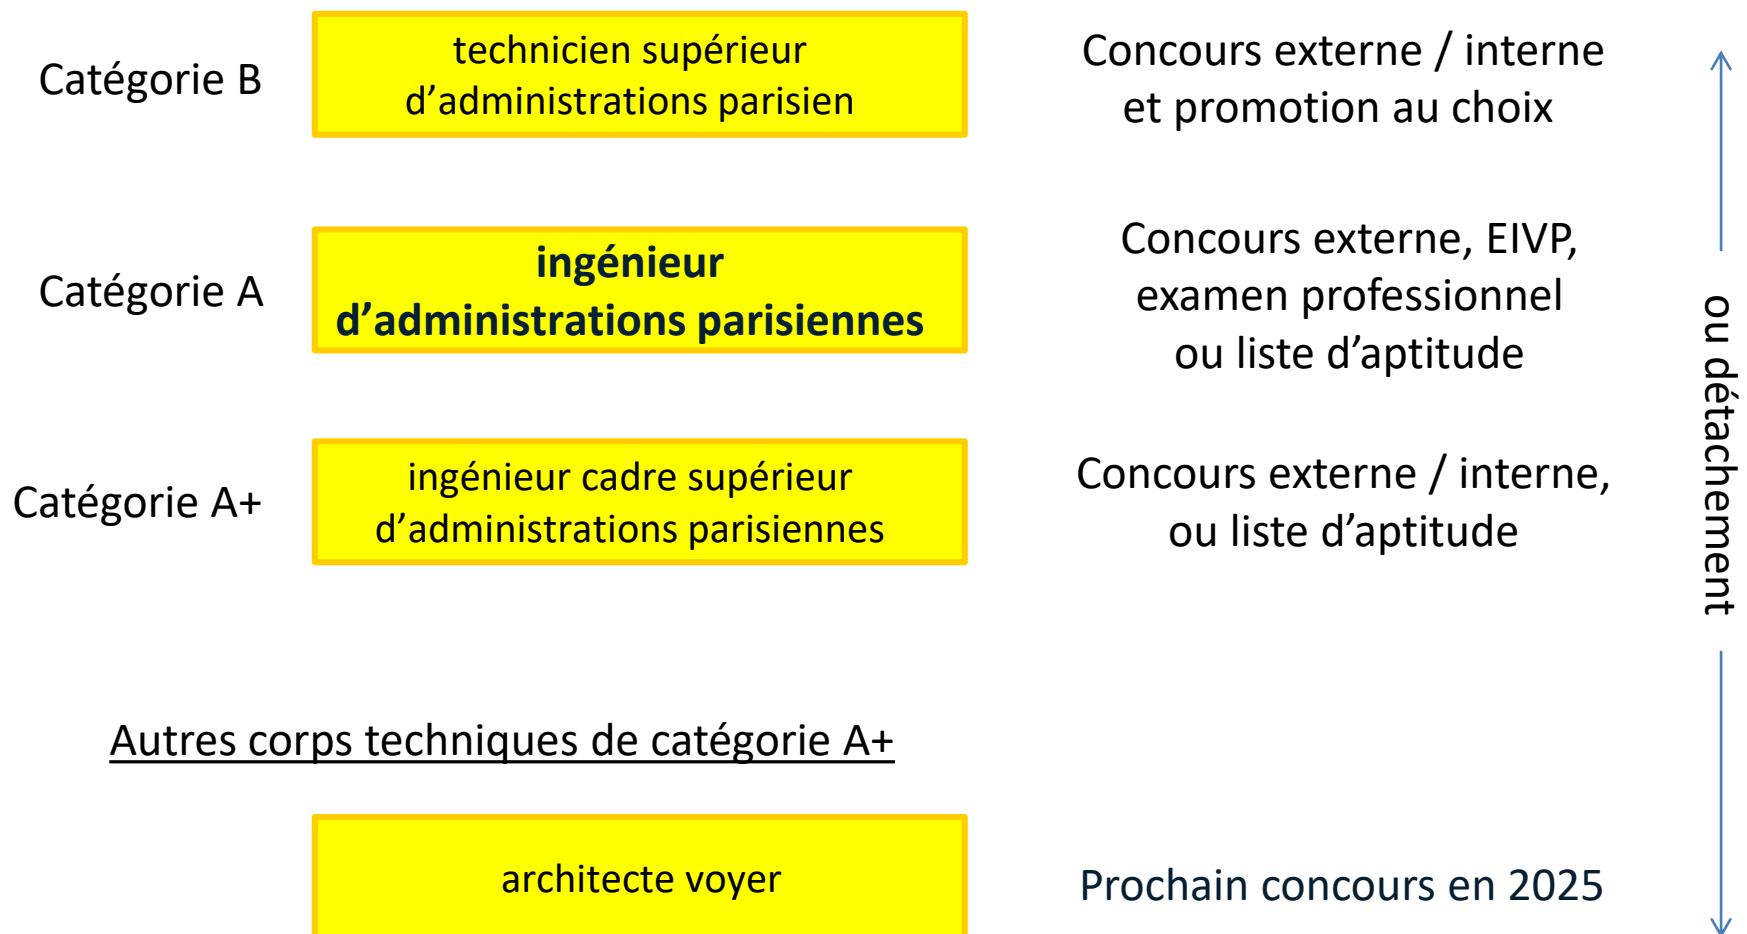 Catégorie B
technicien supérieur
d’administrations parisien
Concours externe / interne
et promotion au choix
Catégorie A
ingénieur
d’administrations parisiennes
Concours externe, EIVP,
examen professionnel
ou liste d’aptitude
Catégorie A+
ingénieur cadre supérieur
d’administrations parisiennes
Concours externe / interne,
ou liste d’aptitude
ou détachement
Autres corps techniques de catégorie A+
architecte voyer
Prochain concours en 2025